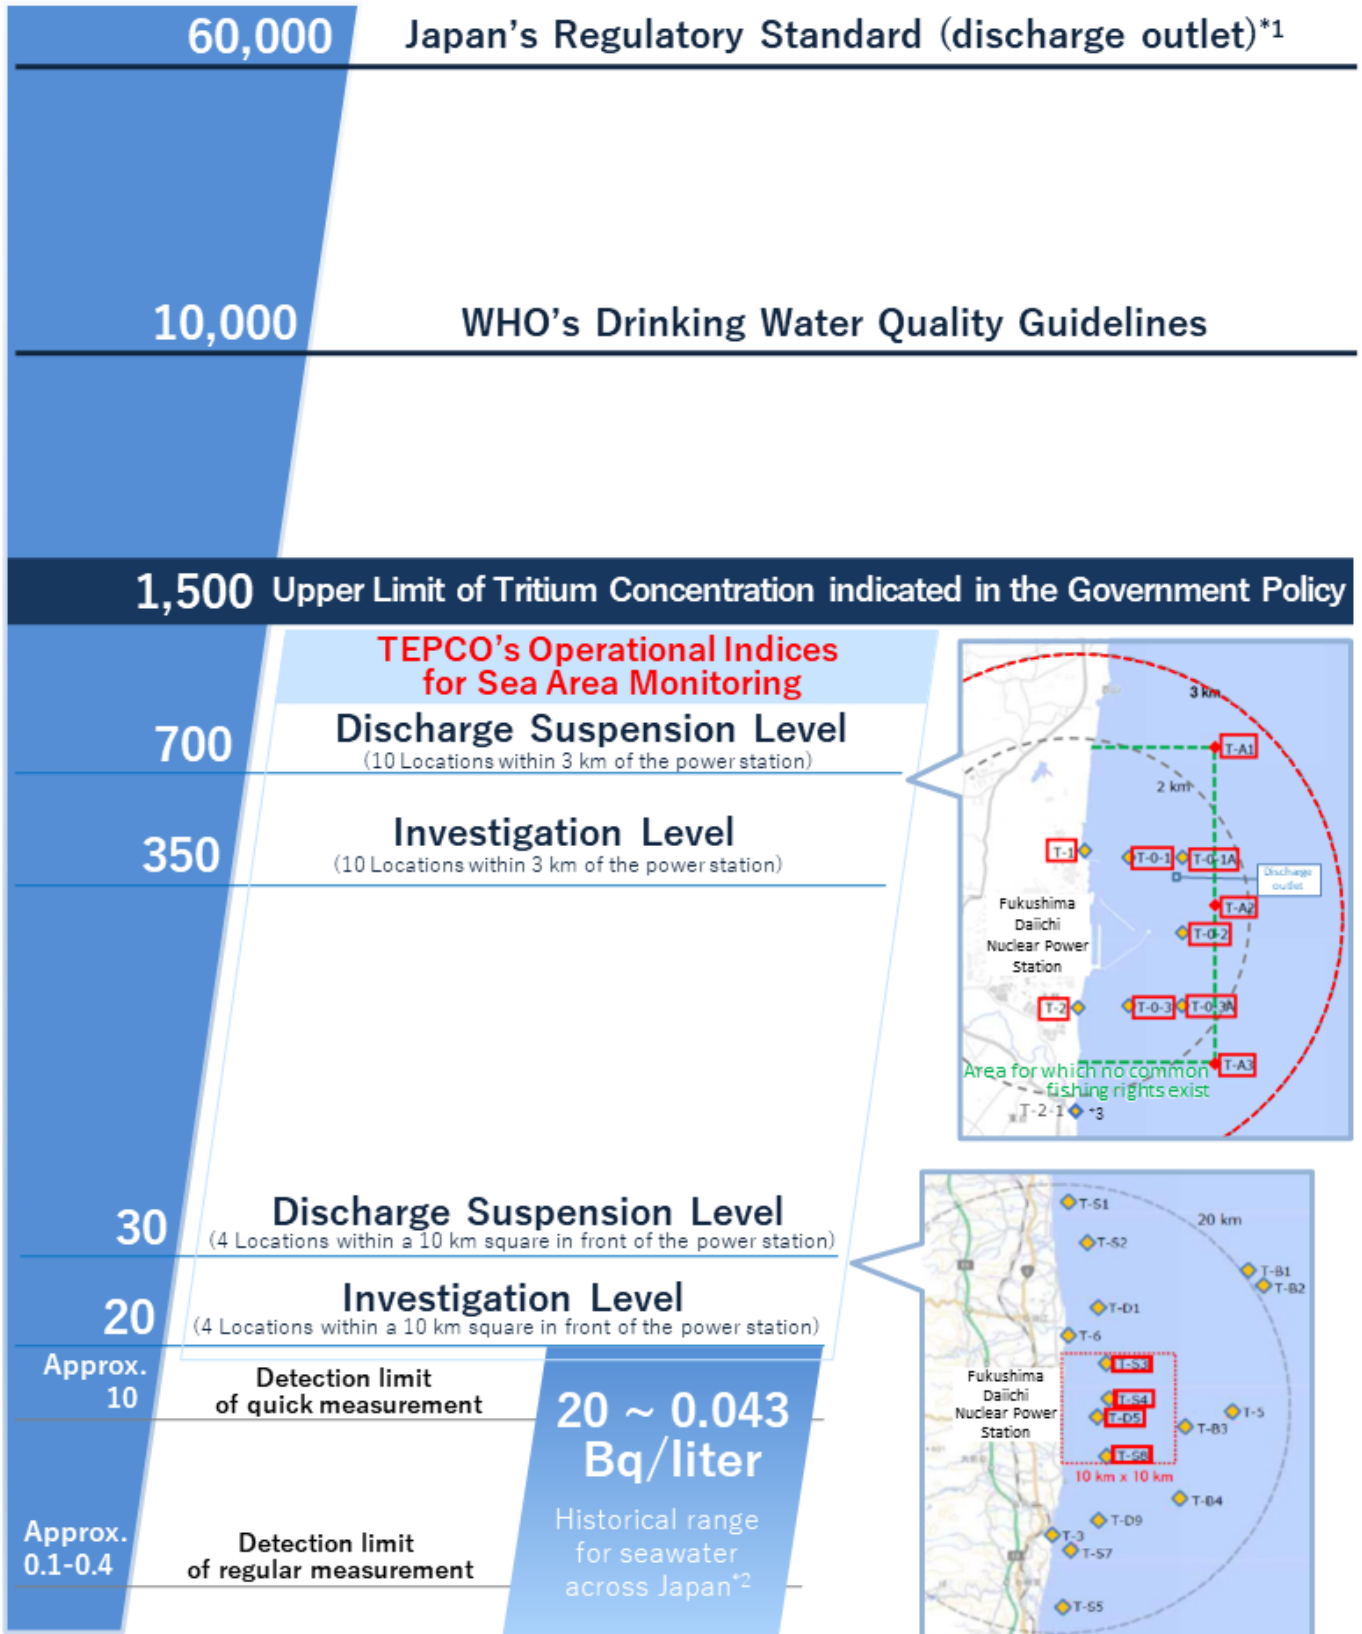 60,000 Japan's Regulatory Standard (discharge outlet)*1
10,000 WHO's Drinking Water Quality Guidelines
1,500 Upper Limit of Tritium Concentration indicated in the Government Policy
TEPCO's Operational Indices
for Sea Area Monitoring
700 Discharge Suspension Level
(10 Locations within 3 km of the power station)
350 Investigation Level
(10 Locations within 3 km of the power station)
30 Discharge Suspension Level
(4 Locations within a 10 km square in front of the power station)
20 Investigation Level
(4 Locations within a 10 km square in front of the power station)
Approx.
10
Detection limit
of quick measurement
20 ~ 0.043
Bq/liter
Historical range
for seawater
across Japan*2
Approx.
0.1-0.4
Detection limit
of regular measurement
3 km
T-A1
2 km
T-1
T-0-1
T-0-1A
Discharge
outlet
Fukushima
Daiichi
Nuclear Power
Station
T-A2
T-0-2
T-2
T-0-3
T-0-3A
T-A3
Area for which no common
fishing rights exist
T-2-1
*3
T-S1
20 km
T-S2
T-B1
T-B2
T-D1
T-6
T-S3
Fukushima
Daiichi
Nuclear Power
Station
T-S4
T-D5
T-5
T-B3
T-S8
10 km x 10 km
T-B4
T-D9
T-3
T-S7
T-S5